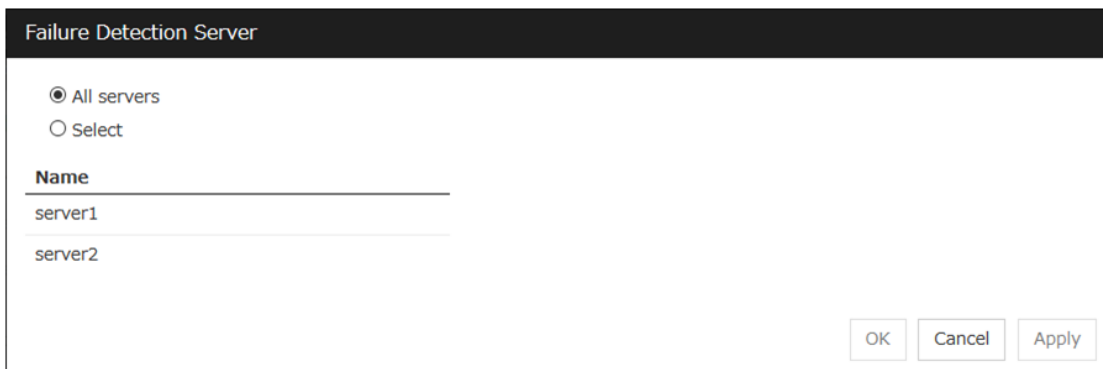 Failure Detection Server
All servers
Select
Name
server1
server2
OK Cancel Apply